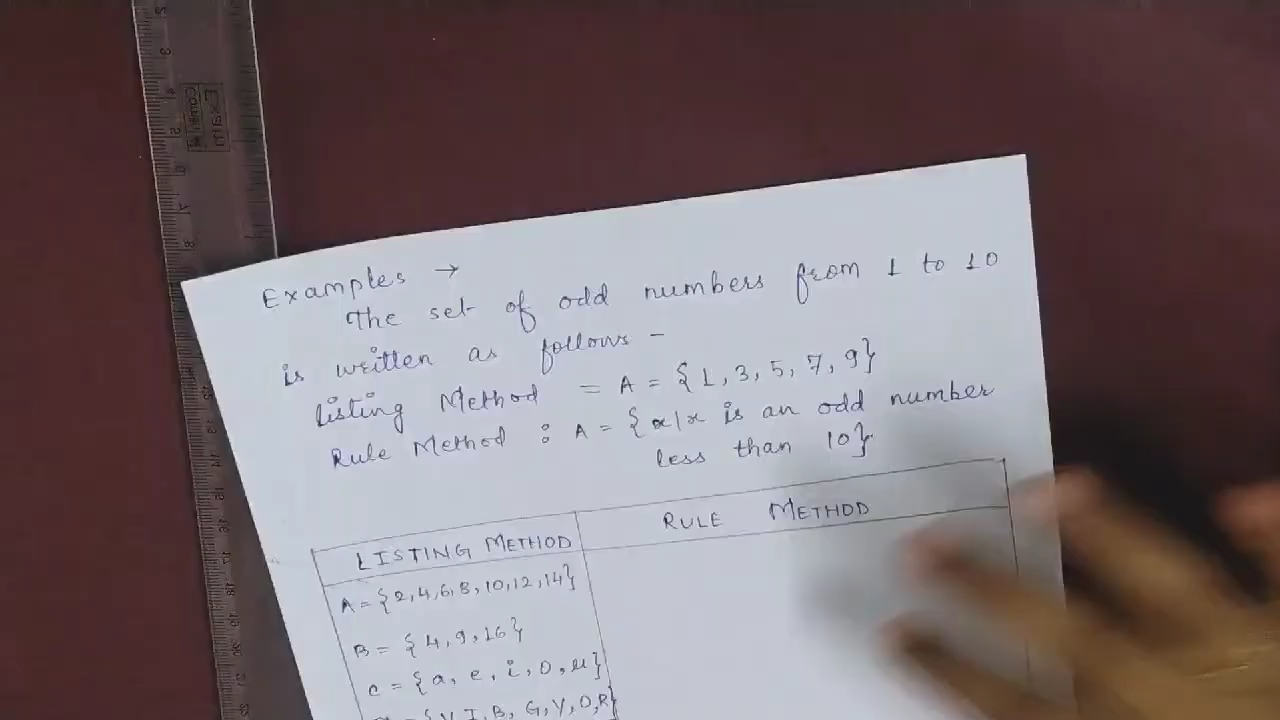 Examples →
The set of odd numbers from 1 to 10
is written as follows -
Listing Method = A = {1, 3, 5, 7, 9}
Rule Method : A = {x/x is an odd number
less than 10}
LISTING METHOD RULE METHOD
A = {2, 4, 6, 8, 10, 12, 14}
B = {4, 9, 16}
C = {a, e, i, o, u}
= {V, I, B, G, Y, O, R}